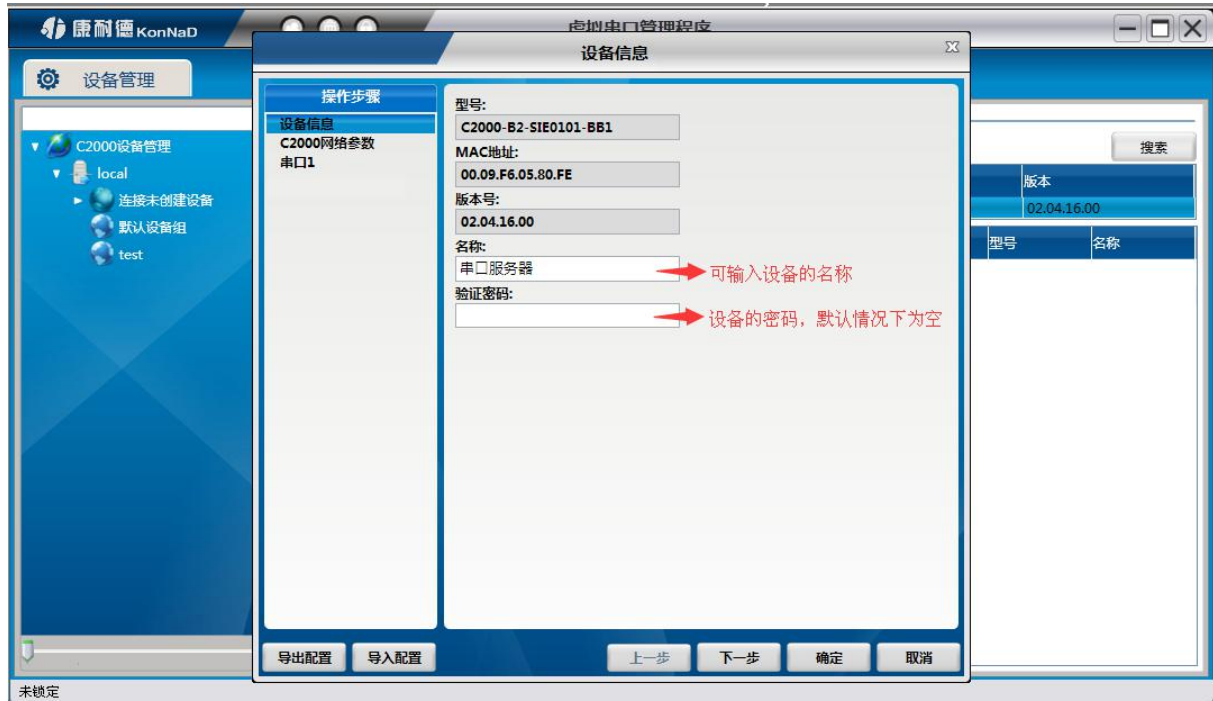 康耐德 KonNaD
虚拟串口管理程序
设备管理
C2000设备管理
local
连接未创建设备
默认设备组
test
设备信息
操作步骤
设备信息
C2000网络参数
串口1
型号:
C2000-B2-SIE0101-BB1
MAC地址:
00.09.F6.05.80.FE
版本号:
02.04.16.00
名称:
串口服务器
可输入设备的名称
验证密码:
设备的密码，默认情况下为空
导出配置 导入配置 上一步 下一步 确定 取消
搜索
版本
02.04.16.00
型号 名称
未锁定